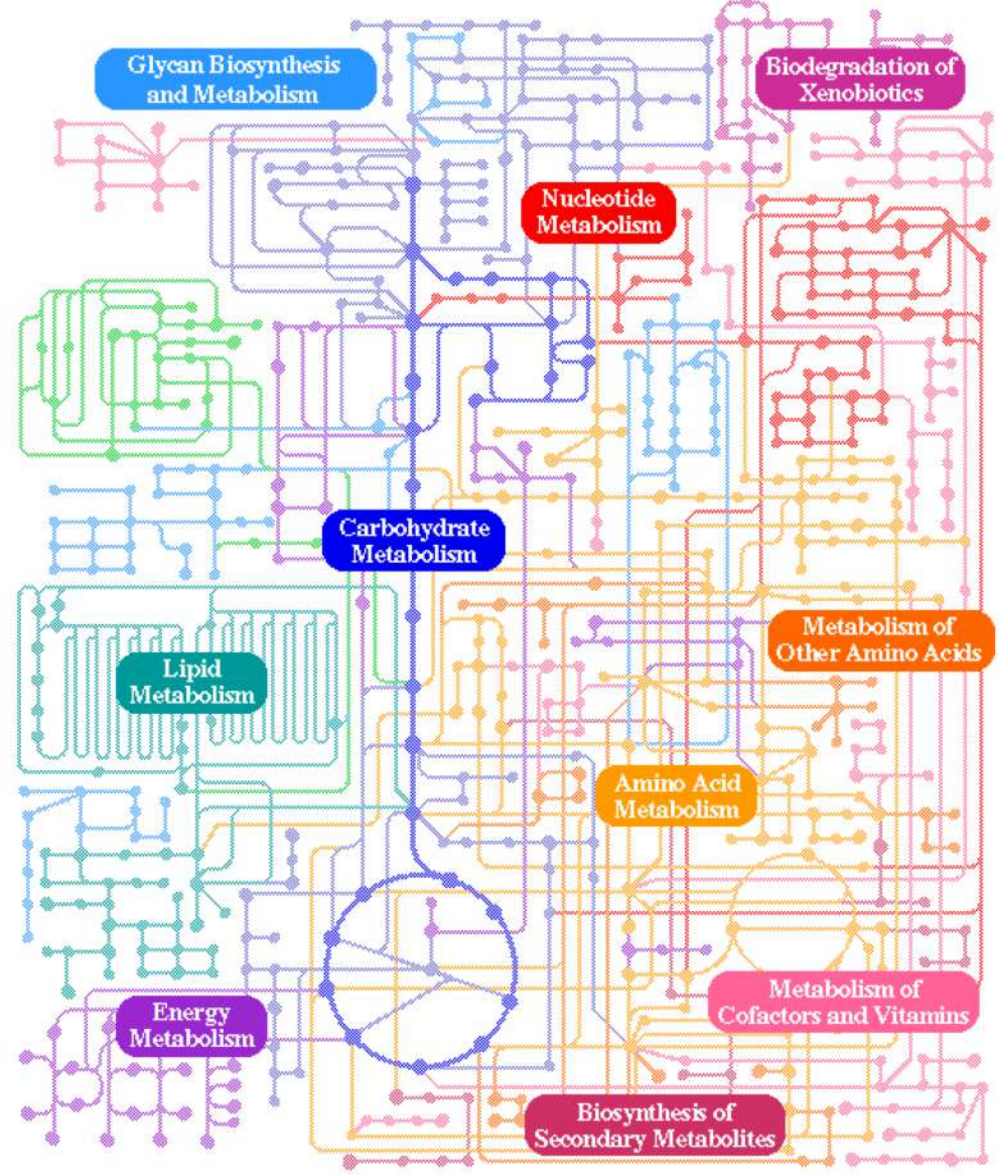 Glycan Biosynthesis
and Metabolism
Biodegradation of
Xenobiotics
Nucleotide
Metabolism
Carbohydrate
Metabolism
Metabolism of
Other Amino Acids
Lipid
Metabolism
Amino Acid
Metabolism
Metabolism of
Cofactors and Vitamins
Energy
Metabolism
Biosynthesis of
Secondary Metabolites